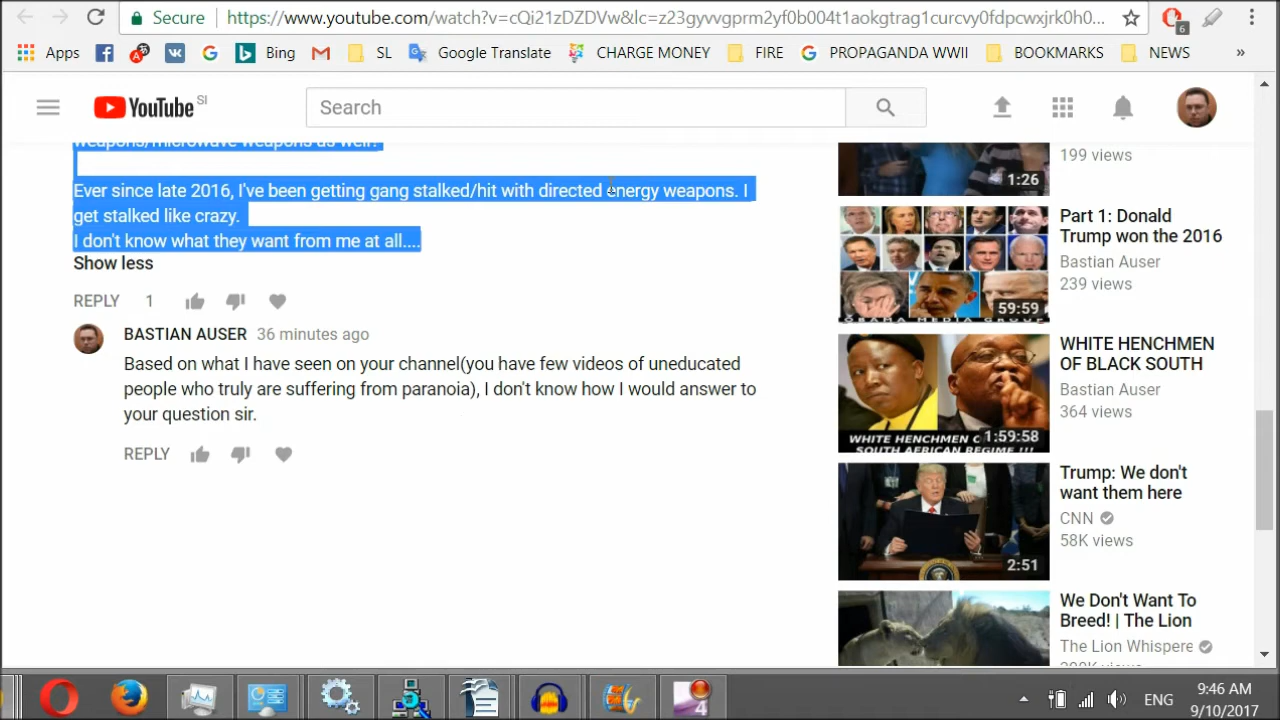 Secure
https://www.youtube.com/watch?v=cQi21zDZDVw&lc=z23gyvvgprm2yf0b004t1aokgtrag1curcvy0fdpcwxjrk0h0...
6
Apps
Bing
SL
Google Translate
CHARGE MONEY
FIRE
PROPAGANDA WWII
BOOKMARKS
NEWS
»
YouTube SI
Search
weapons/microwave weapons as well?
Ever since late 2016, I've been getting gang stalked/hit with directed energy weapons. I
get stalked like crazy.
I don't know what they want from me at all....
Show less
REPLY 1
BASTIAN AUSER 36 minutes ago
Based on what I have seen on your channel(you have few videos of uneducated
people who truly are suffering from paranoia), I don't know how I would answer to
your question sir.
REPLY
199 views
1:26
Part 1: Donald
Trump won the 2016
Bastian Auser
239 views
59:59
OBAMA MEDIA GROUP
WHITE HENCHMEN
OF BLACK SOUTH
Bastian Auser
364 views
1:59:58
WHITE HENCHMEN
SOUTH AFRICAN REGIME !!!
Trump: We don't
want them here
CNN
58K views
2:51
We Don't Want To
Breed! | The Lion
The Lion Whispere
4
ENG
9:46 AM
9/10/2017